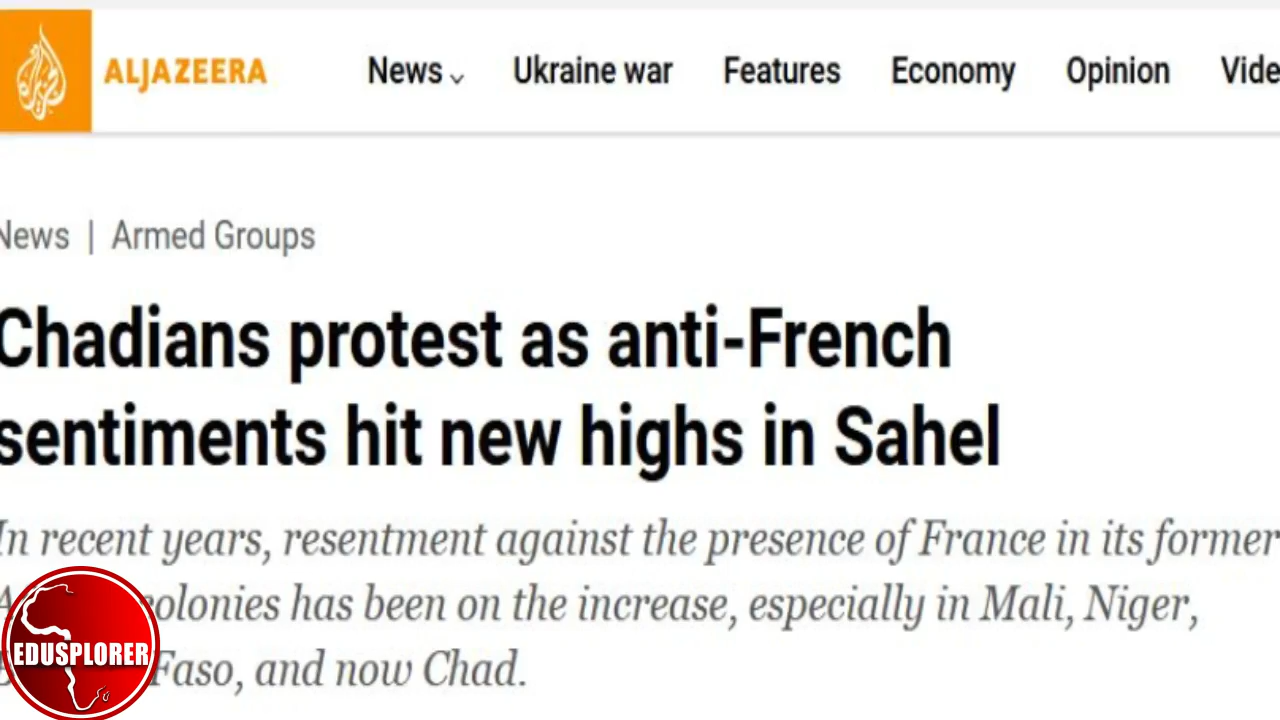 ALJAZEERA News Ukraine war Features Economy Opinion Vide
News | Armed Groups
Chadians protest as anti-French
sentiments hit new highs in Sahel
In recent years, resentment against the presence of France in its former
colonies has been on the increase, especially in Mali, Niger,
Faso, and now Chad.
EDUSPLORER